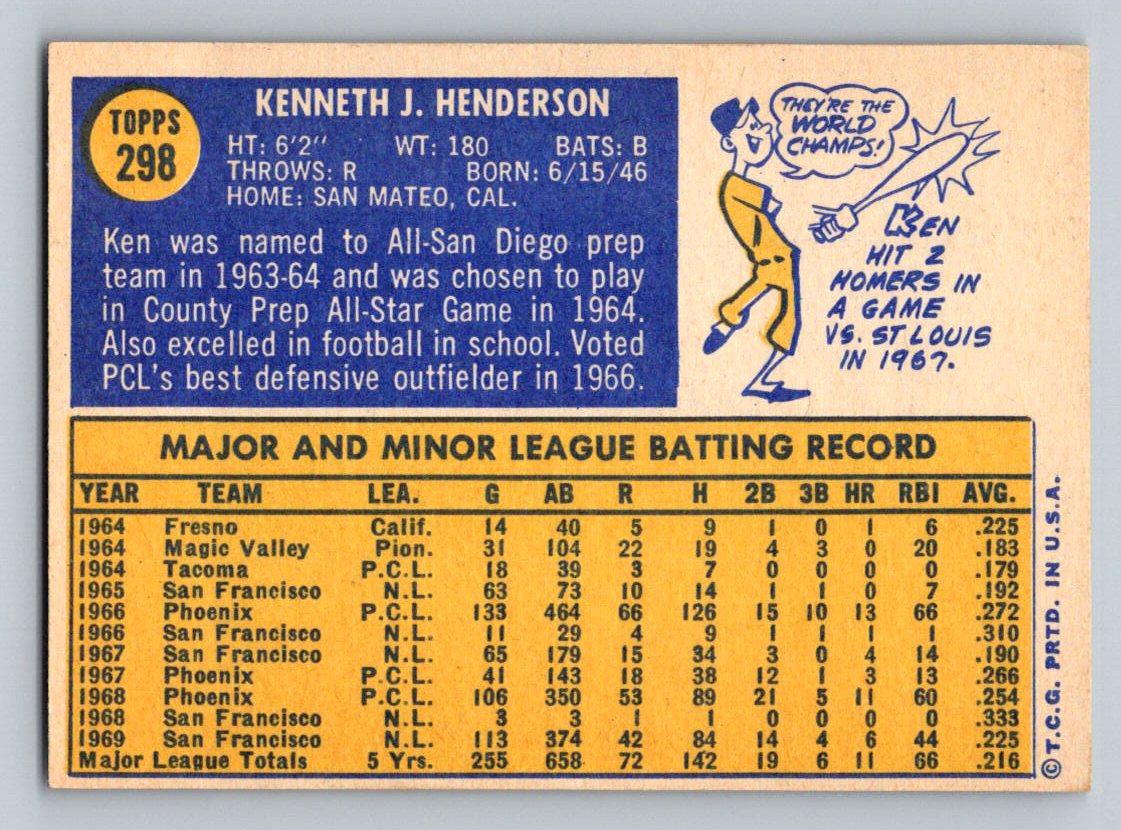 TOPPS
298
KENNETH J. HENDERSON
HT: 6'2" WT: 180 BATS: B
THROWS: R BORN: 6/15/46
HOME: SAN MATEO, CAL.
Ken was named to All-San Diego prep
team in 1963-64 and was chosen to play
in County Prep All-Star Game in 1964.
Also excelled in football in school. Voted
PCL's best defensive outfielder in 1966.
THEY'RE THE
WORLD
CHAMPS!
KEN
HIT 2
HOMERS IN
A GAME
VS. ST LOUIS
IN 1967.
MAJOR AND MINOR LEAGUE BATTING RECORD
YEAR TEAM LEA. G AB R H 2B 3B HR RBI AVG.
1964 Fresno Calif. 14 40 5 9 1 0 1 6 .225
1964 Magic Valley Pion. 31 104 22 19 4 3 0 20 .183
1964 Tacoma P.C.L. 18 39 3 7 0 0 0 0 .179
1965 San Francisco N.L. 63 73 10 14 1 1 0 7 .192
1966 Phoenix P.C.L. 133 464 66 126 15 10 13 66 .272
1966 San Francisco N.L. 11 29 4 9 1 1 1 1 .310
1967 San Francisco N.L. 65 179 15 34 3 0 4 14 .190
1967 Phoenix P.C.L. 41 143 18 38 12 1 3 13 .266
1968 Phoenix P.C.L. 106 350 53 89 21 5 11 60 .254
1968 San Francisco N.L. 3 3 1 1 0 0 0 0 .333
1969 San Francisco N.L. 113 374 42 84 14 4 6 44 .225
Major League Totals 5 Yrs. 255 658 72 142 19 6 11 66 .216
© T.C.G. PRTD. IN U.S.A.